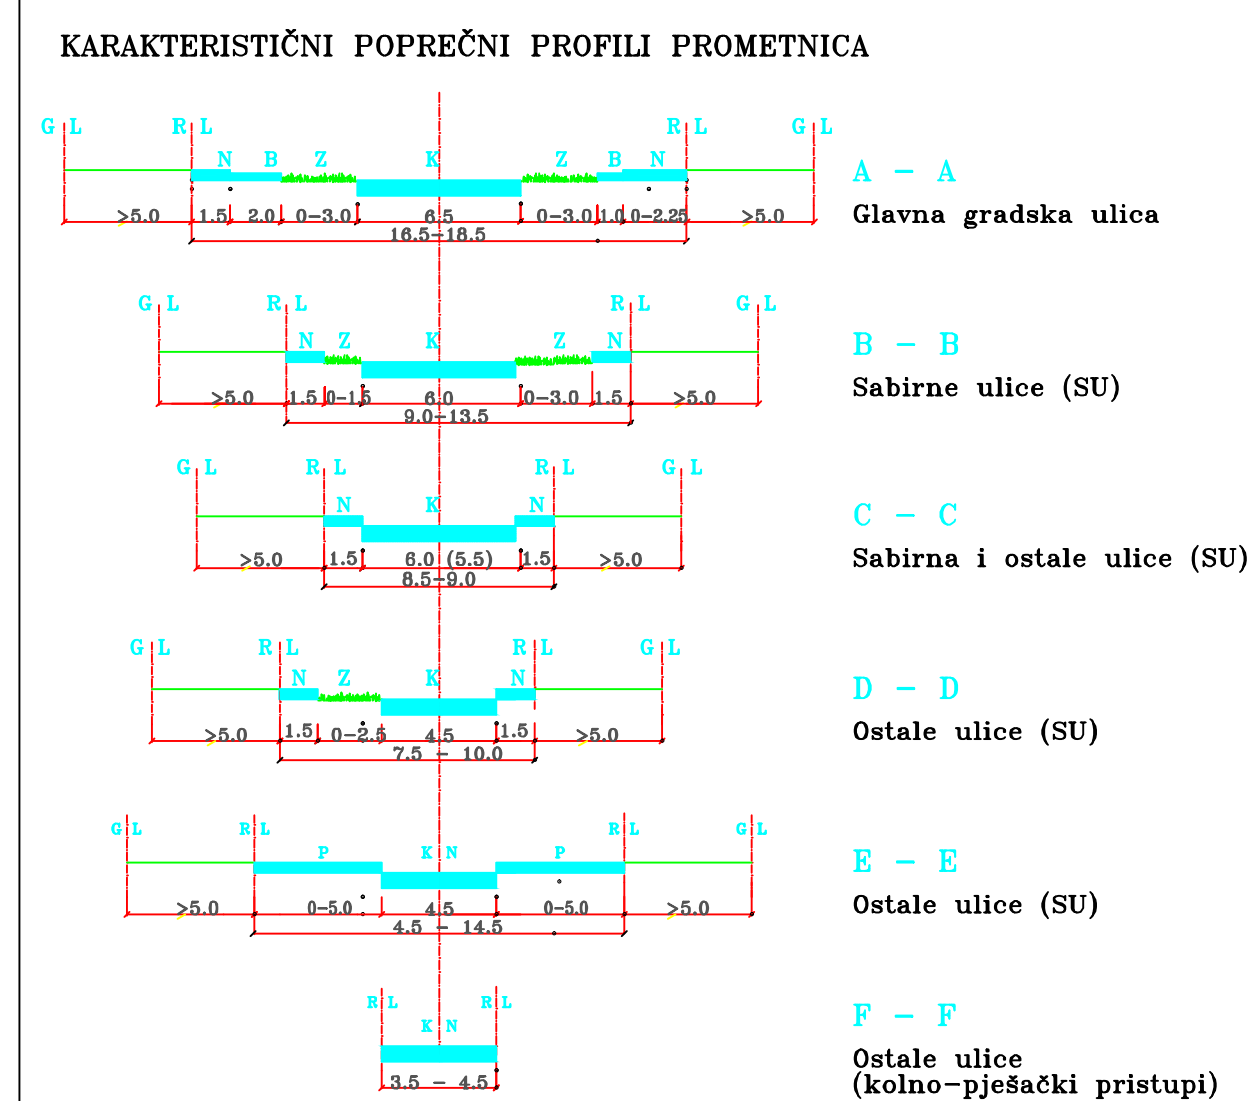 KARAKTERISTIČNI POPREČNI PROFILI PROMETNICA
G L R L R L G L
N B Z K Z B N
A - A
Glavna gradska ulica
>5.0 1.5 2.0 0-3.0 6.5 0-3.0 1.0 0-2.25 >5.0
16.5-18.5
G L R L R L G L
N Z K Z N
B - B
Sabirne ulice (SU)
>5.0 1.5 0-1.5 6.0 0-3.0 1.5 >5.0
9.0-13.5
G L R L R L G L
N K N
C - C
Sabirna i ostale ulice (SU)
>5.0 1.5 6.0 (5.5) 1.5 >5.0
8.5-9.0
G L R L R L G L
N Z K N
D - D
Ostale ulice (SU)
>5.0 1.5 0-2.5 4.5 1.5 >5.0
7.5 - 10.0
G L R L R L G L
P K N P
E - E
Ostale ulice (SU)
>5.0 0-5.0 4.5 0-5.0 >5.0
4.5 - 14.5
R L R L
K N
F - F
Ostale ulice
(kolno-pješački pristupi)
3.5 - 4.5